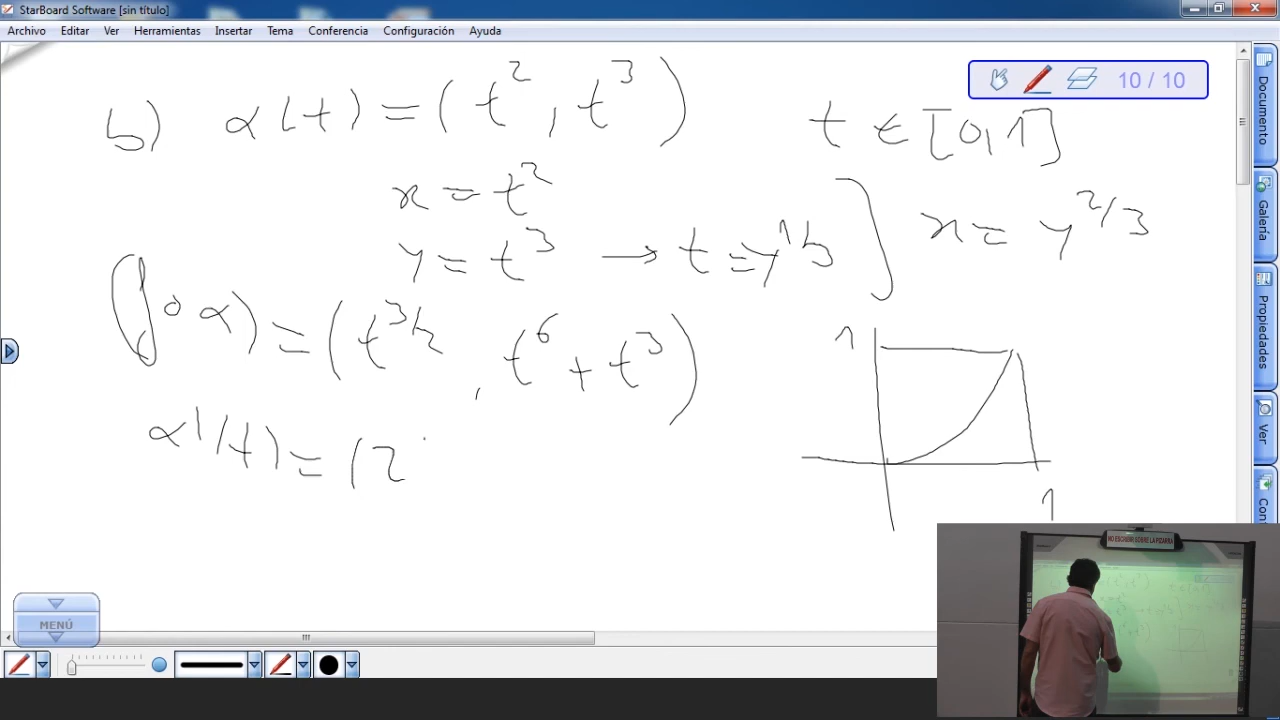 StarBoard Software [sin título]
Archivo Editar Ver Herramientas Insertar Tema Conferencia Configuración Ayuda
10 / 10
b) α(t) = (t², t³) t ∈ [0,1]
x = t²
y = t³ → t = y^1/3 ] x = y^2/3
(f∘α) = (t^3/2, t⁶ + t³)
α'(t) = (2
1
1
Documento
Galería
Propiedades
Ver
Cont
MENÚ
NO ESCRIBIR SOBRE LA PIZARRA